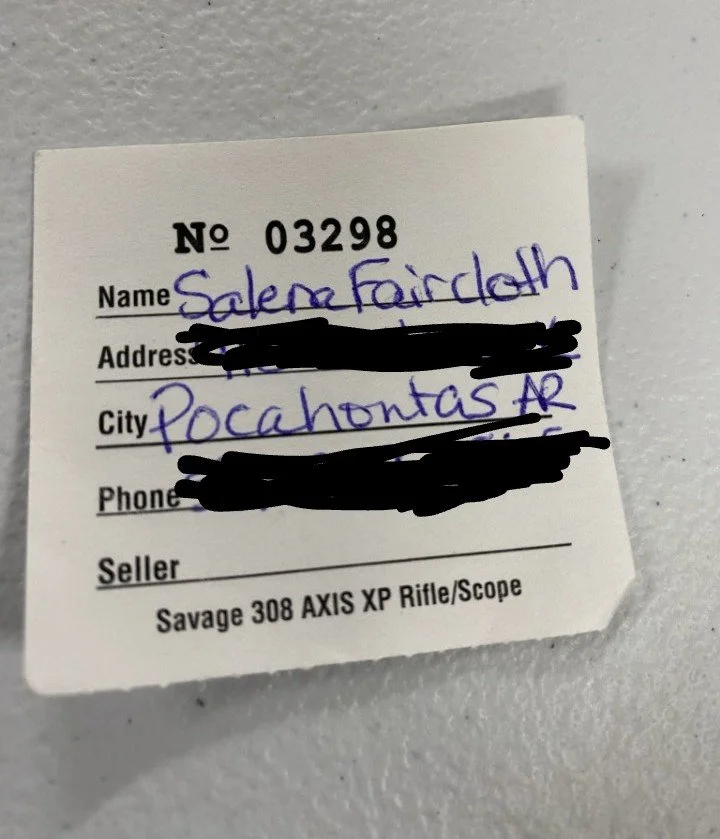 Nº 03298
Name Salena Faircloth
Address
City Pocahontas AR
Phone
Seller
Savage 308 AXIS XP Rifle/Scope